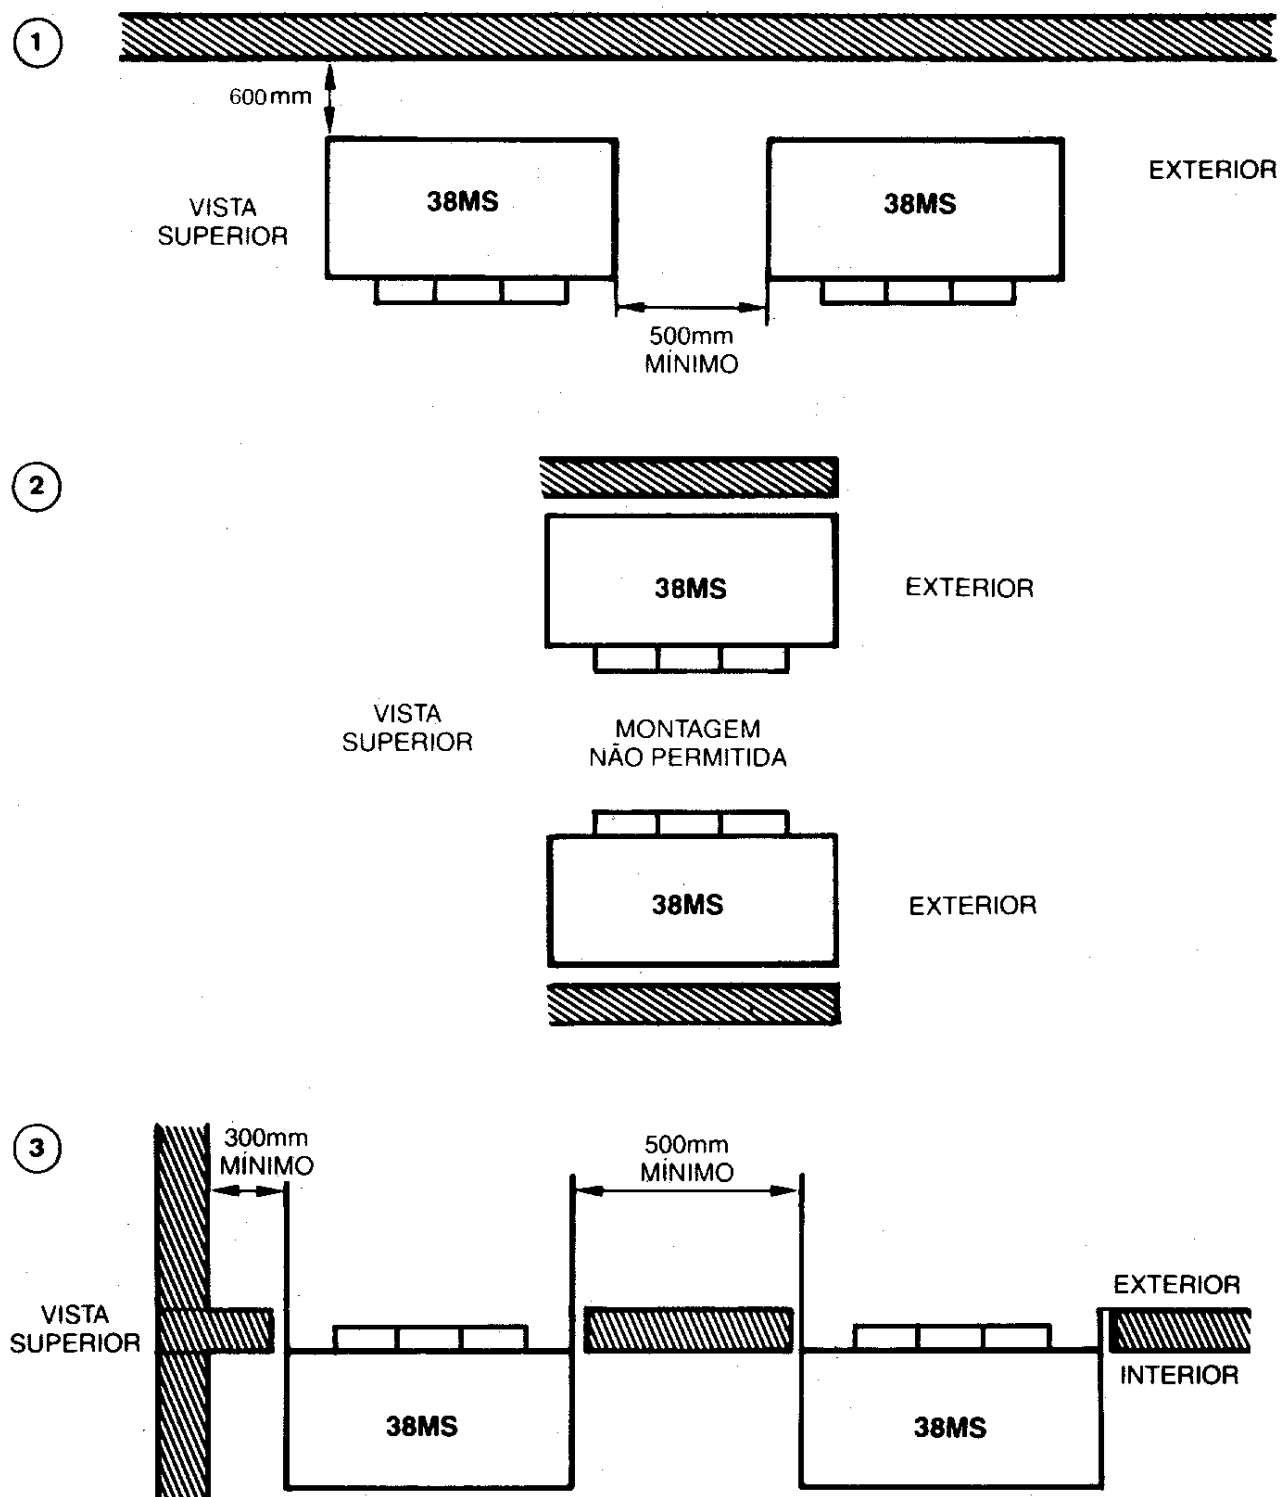 1
600mm
EXTERIOR
38MS
38MS
VISTA
SUPERIOR
500mm
MÍNIMO
2
38MS
EXTERIOR
VISTA
SUPERIOR
MONTAGEM
NÃO PERMITIDA
38MS
EXTERIOR
3
300mm
MÍNIMO
500mm
MÍNIMO
EXTERIOR
VISTA
SUPERIOR
INTERIOR
38MS
38MS